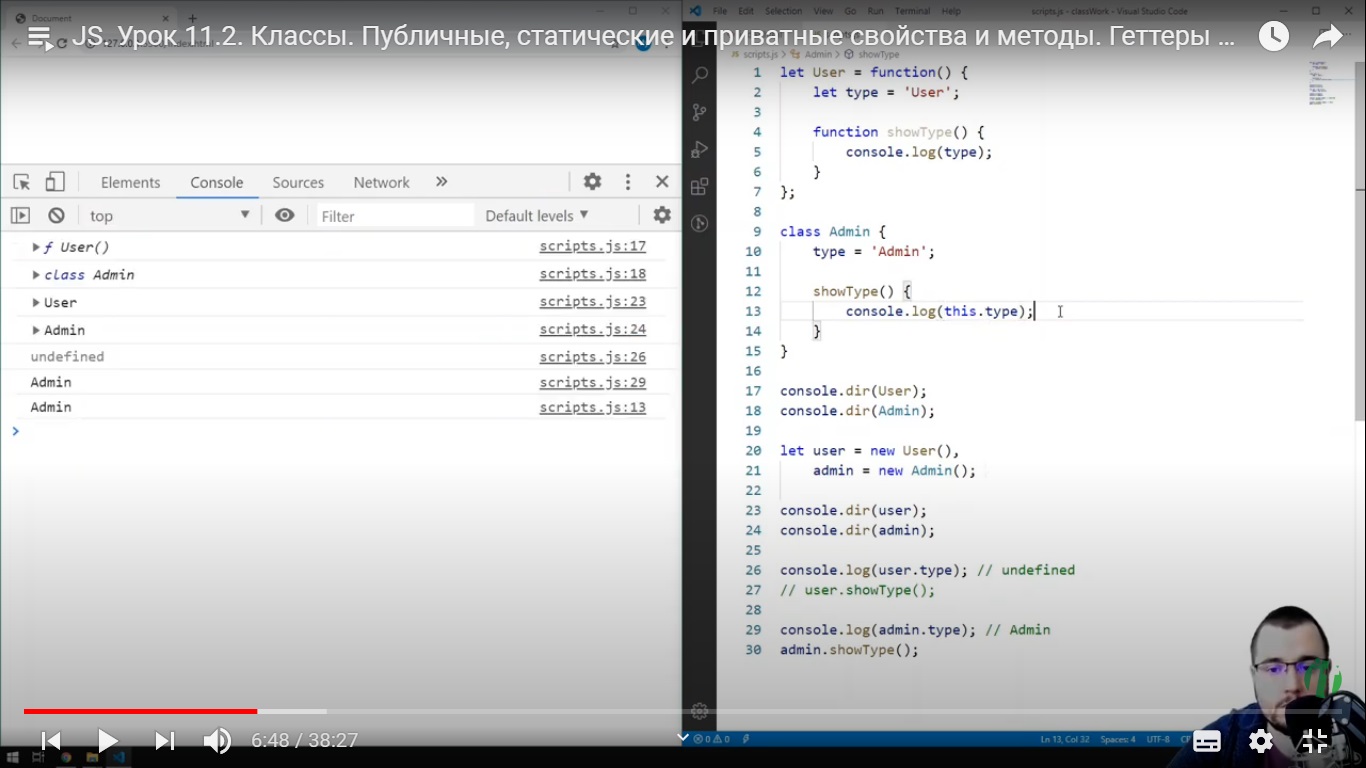 Document
File Edit Selection View Go Run Terminal Help
scripts.js - classWork - Visual Studio Code
JS. Урок 11.2. Классы. Публичные, статические и приватные свойства и методы. Геттеры ...
scripts.js > Admin > showType
Elements Console Sources Network »
top Filter Default levels ▼
ƒ User() scripts.js:17
class Admin scripts.js:18
User scripts.js:23
Admin scripts.js:24
undefined scripts.js:26
Admin scripts.js:29
Admin scripts.js:13
>
1 let User = function() {
2 let type = 'User';
3
4 function showType() {
5 console.log(type);
6 }
7 };
8
9 class Admin {
10 type = 'Admin';
11
12 showType() {
13 console.log(this.type);
14 }
15 }
16
17 console.dir(User);
18 console.dir(Admin);
19
20 let user = new User(),
21 admin = new Admin();
22
23 console.dir(user);
24 console.dir(admin);
25
26 console.log(user.type); // undefined
27 // user.showType();
28
29 console.log(admin.type); // Admin
30 admin.showType();
6:48 / 38:27
0 0 Ln 13, Col 32 Spaces: 4 UTF-8